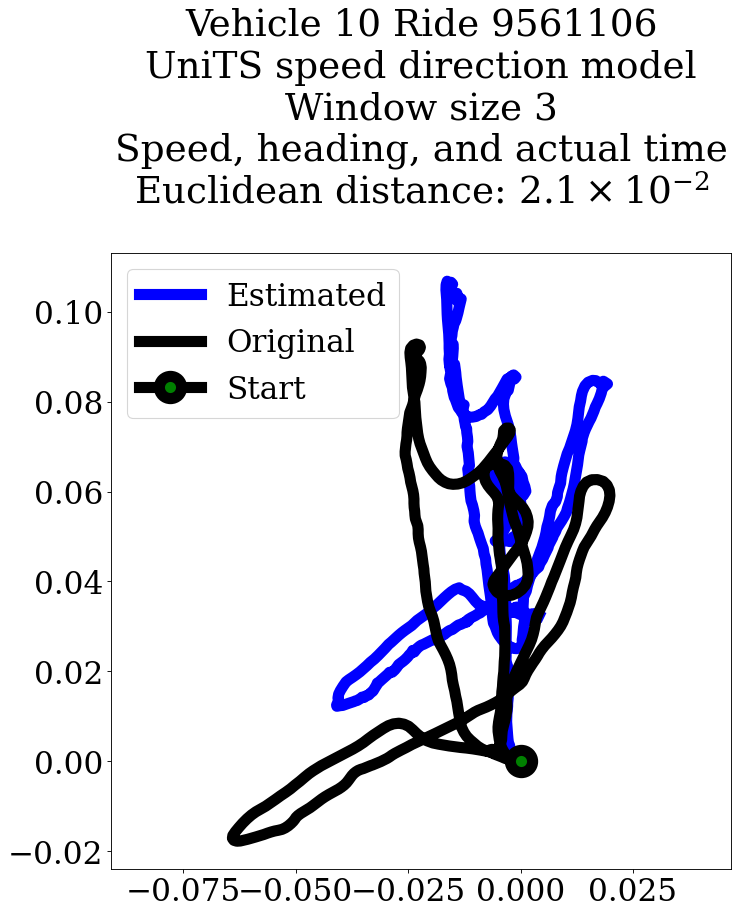 Vehicle 10 Ride 9561106
UniTS speed direction model
Window size 3
Speed, heading, and actual time
Euclidean distance: 2.1 × 10⁻²
Estimated
Original
Start
0.10
0.08
0.06
0.04
0.02
0.00
−0.02
−0.075 −0.050 −0.025 0.000 0.025